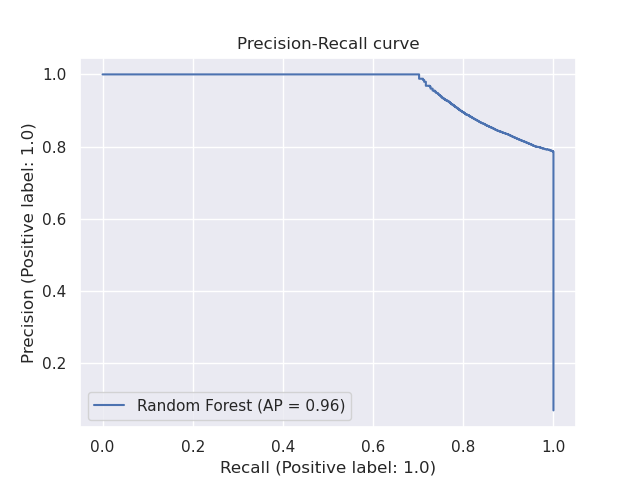 Precision-Recall curve
Precision (Positive label: 1.0)
1.0
0.8
0.6
0.4
0.2
Random Forest (AP = 0.96)
0.0 0.2 0.4 0.6 0.8 1.0
Recall (Positive label: 1.0)